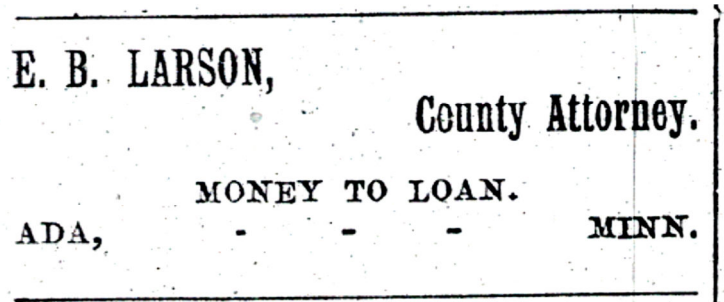 E. B. LARSON,
County Attorney.
MONEY TO LOAN.
ADA, - - - MINN.